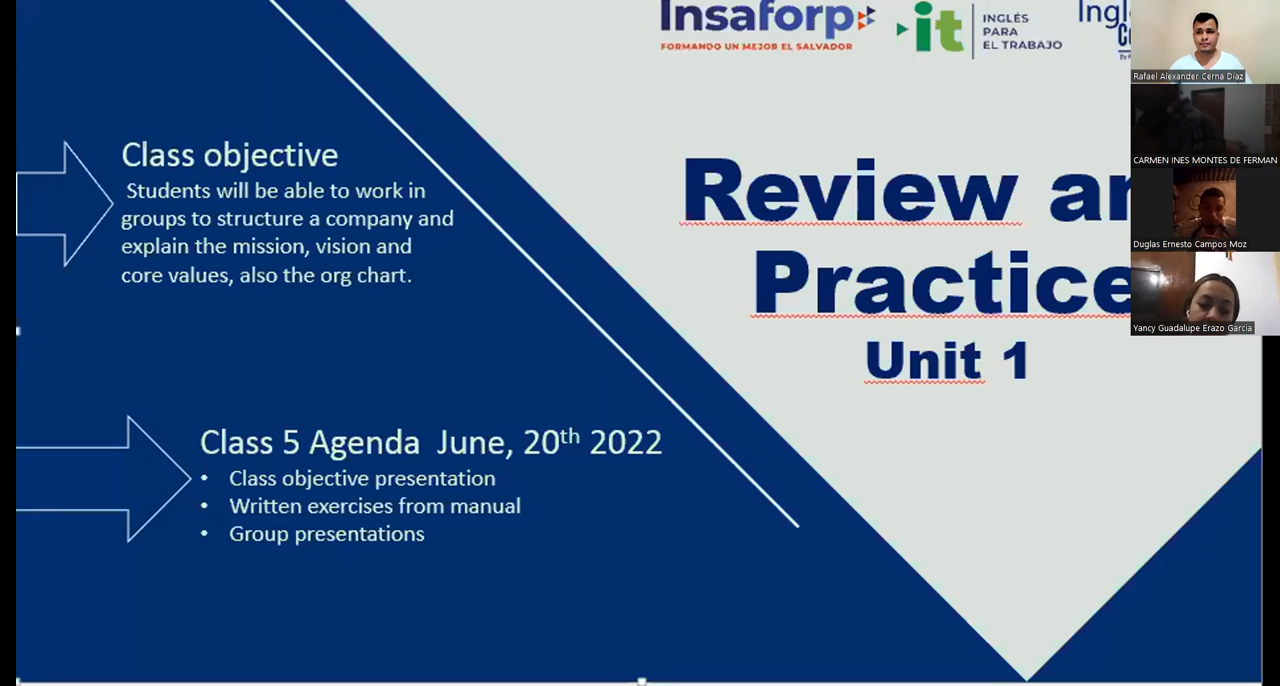 Insaforp
FORMANDO UN MEJOR EL SALVADOR
it
INGLÉS
PARA
EL TRABAJO
Class objective
Students will be able to work in
groups to structure a company and
explain the mission, vision and
core values, also the org chart.
Review
Practice
Unit 1
Class 5 Agenda June, 20th 2022
• Class objective presentation
• Written exercises from manual
• Group presentations
Rafael Alexander Cerna Diaz
CARMEN INES MONTES DE FERMAN
Duglas Ernesto Campos Moz
Yancy Guadalupe Erazo Garcia